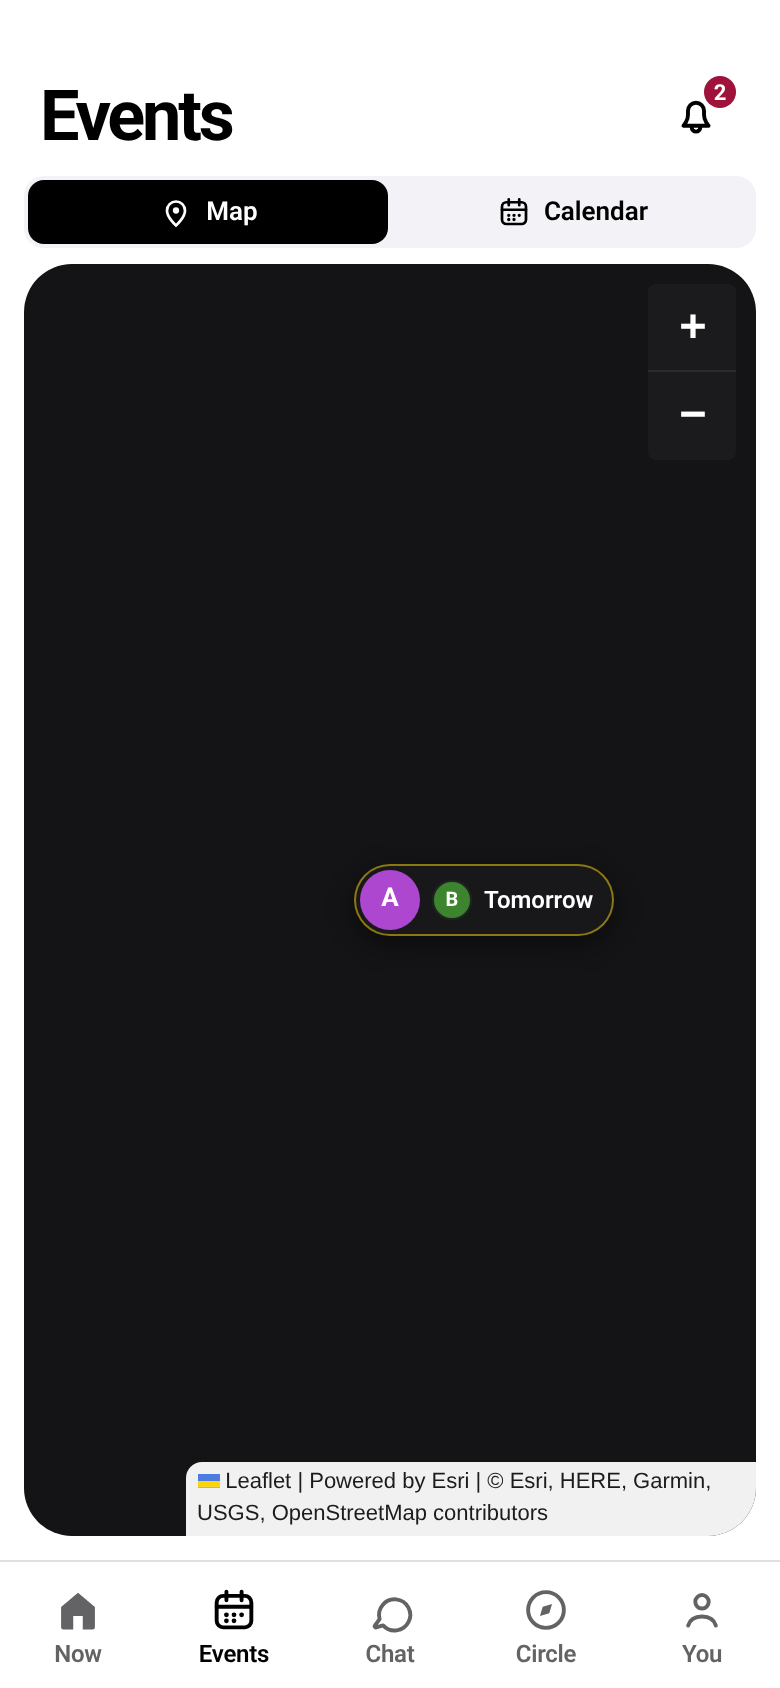 Events
2
Map
Calendar
+
−
A B Tomorrow
Leaflet | Powered by Esri | © Esri, HERE, Garmin,
USGS, OpenStreetMap contributors
Now
Events
Chat
Circle
You